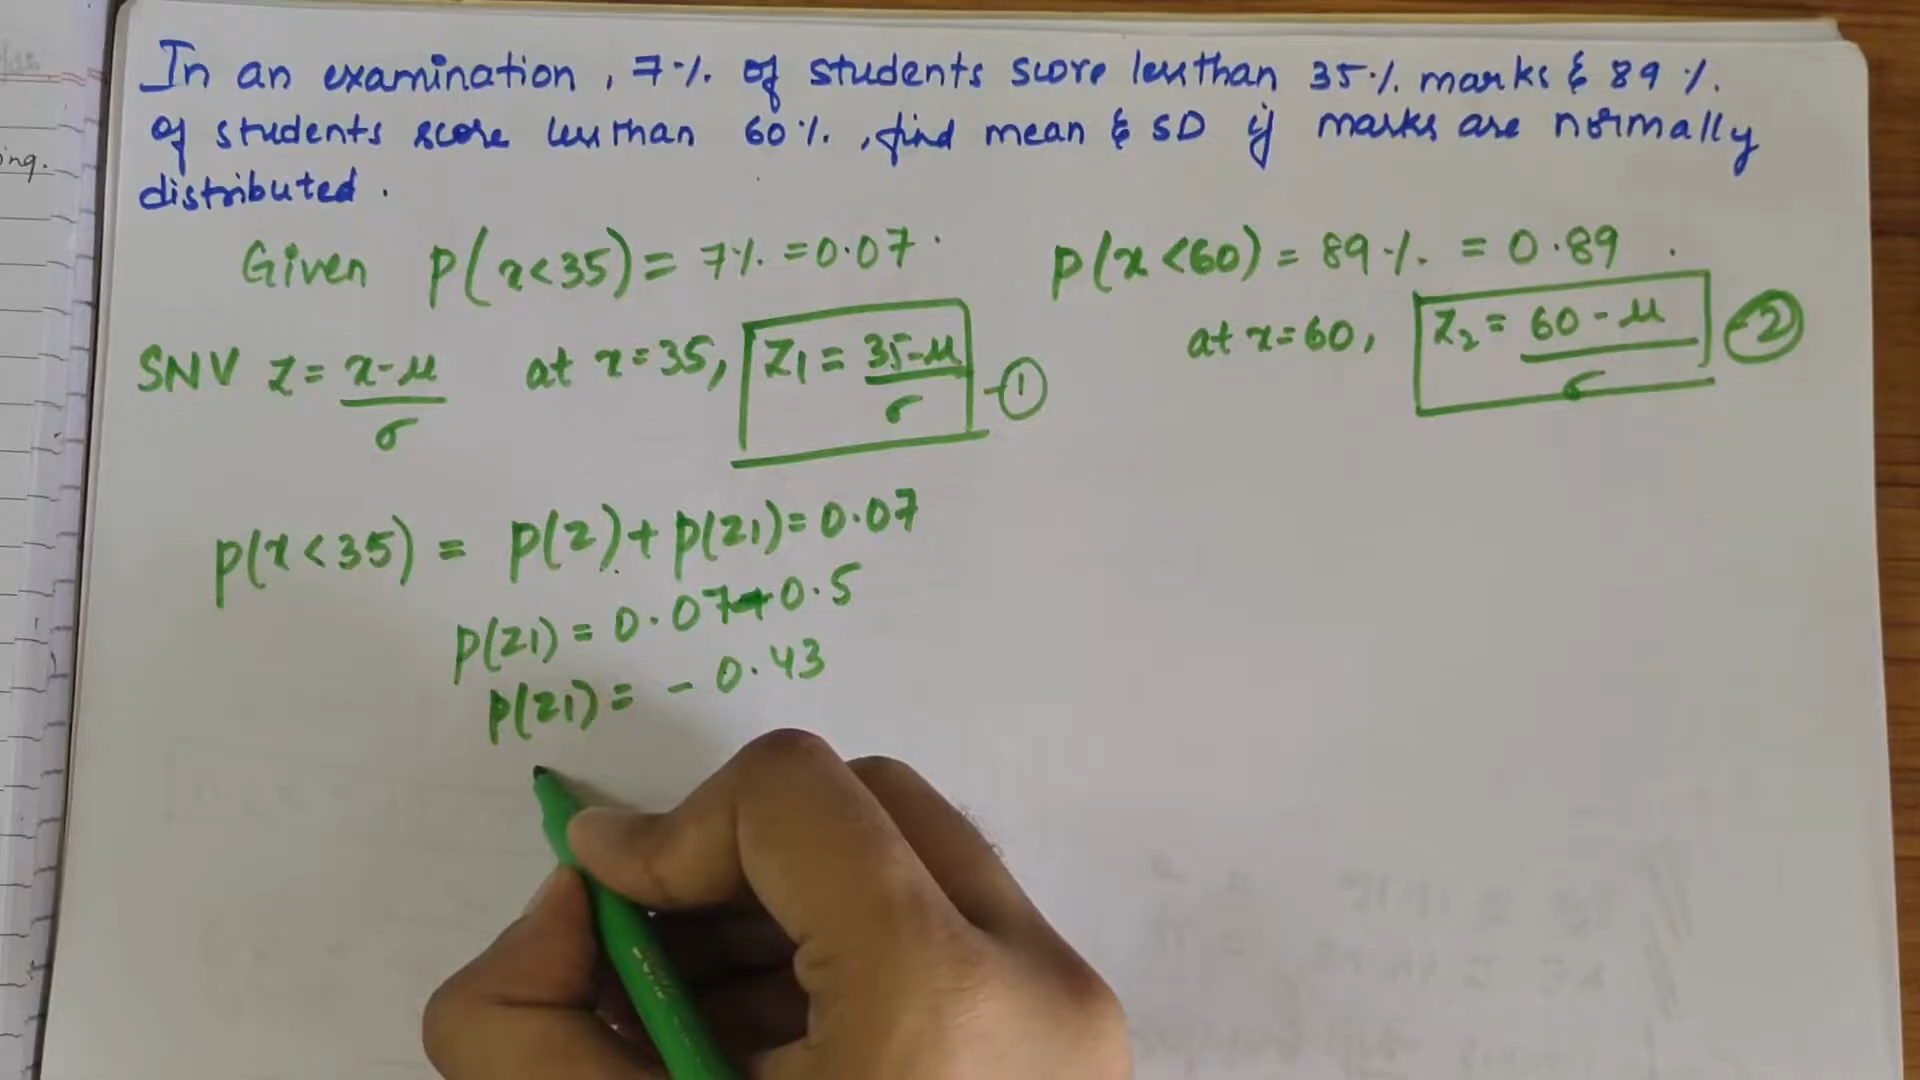 In an examination, 7% of students score less than 35% marks & 89%.
of students score less than 60%, find mean & SD if marks are normally
distributed.
Given P(x<35) = 7% = 0.07.
P(x<60) = 89% = 0.89.
SNV Z = x-μ/σ at x=35, Z1 = 35-μ/σ -①
at x=60, Z2 = 60-μ/σ -②
P(x<35) = P(z)+P(z1)=0.07
P(z1) = 0.07-0.5
P(z1) = -0.43
ing.